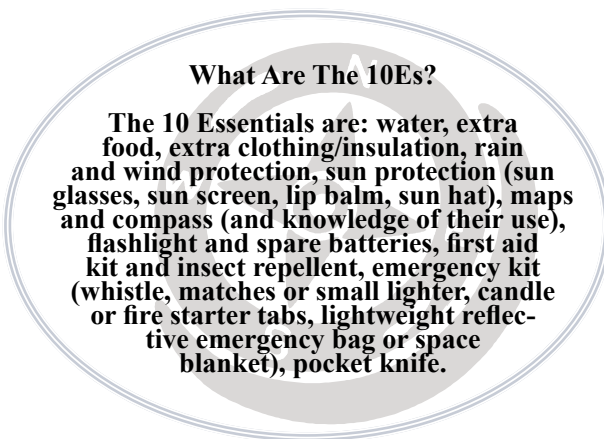 What Are The 10Es?
The 10 Essentials are: water, extra
food, extra clothing/insulation, rain
and wind protection, sun protection (sun
glasses, sun screen, lip balm, sun hat), maps
and compass (and knowledge of their use),
flashlight and spare batteries, first aid
kit and insect repellent, emergency kit
(whistle, matches or small lighter, candle
or fire starter tabs, lightweight reflec-
tive emergency bag or space
blanket), pocket knife.